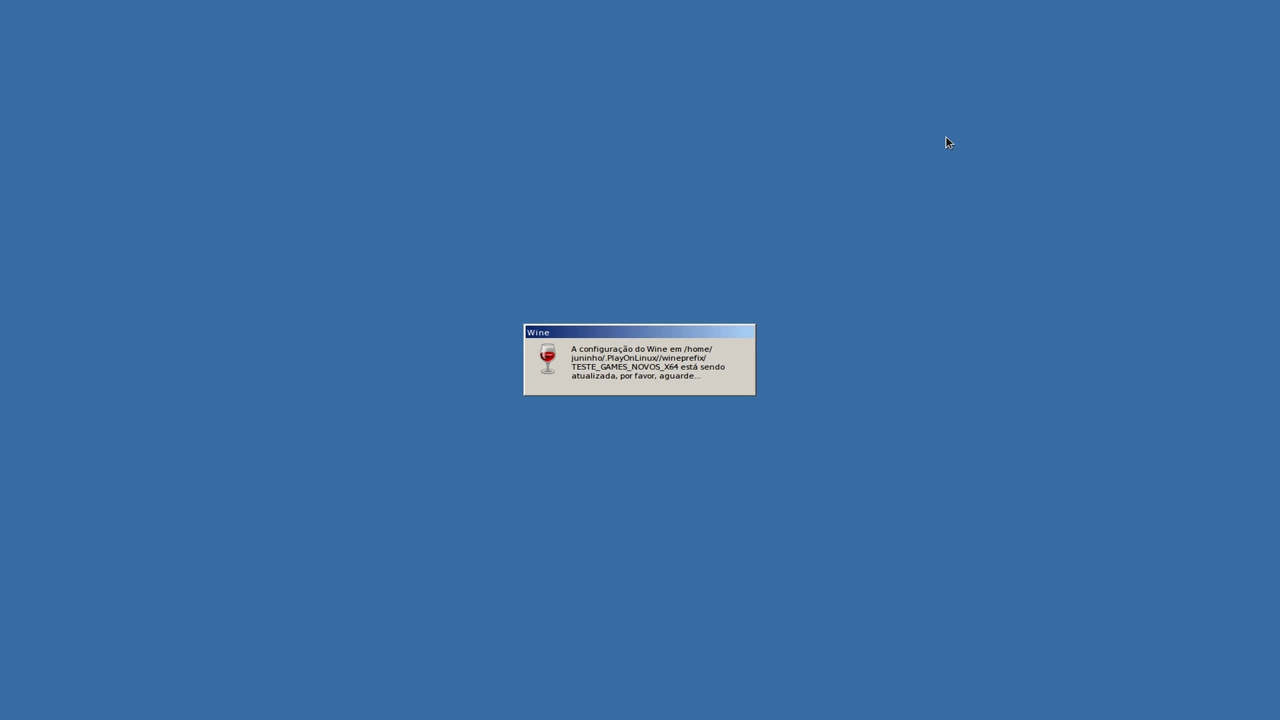 Wine
A configuração do Wine em /home/
juninho/.PlayOnLinux//wineprefix/
TESTE_GAMES_NOVOS_X64 está sendo
atualizada, por favor, aguarde...